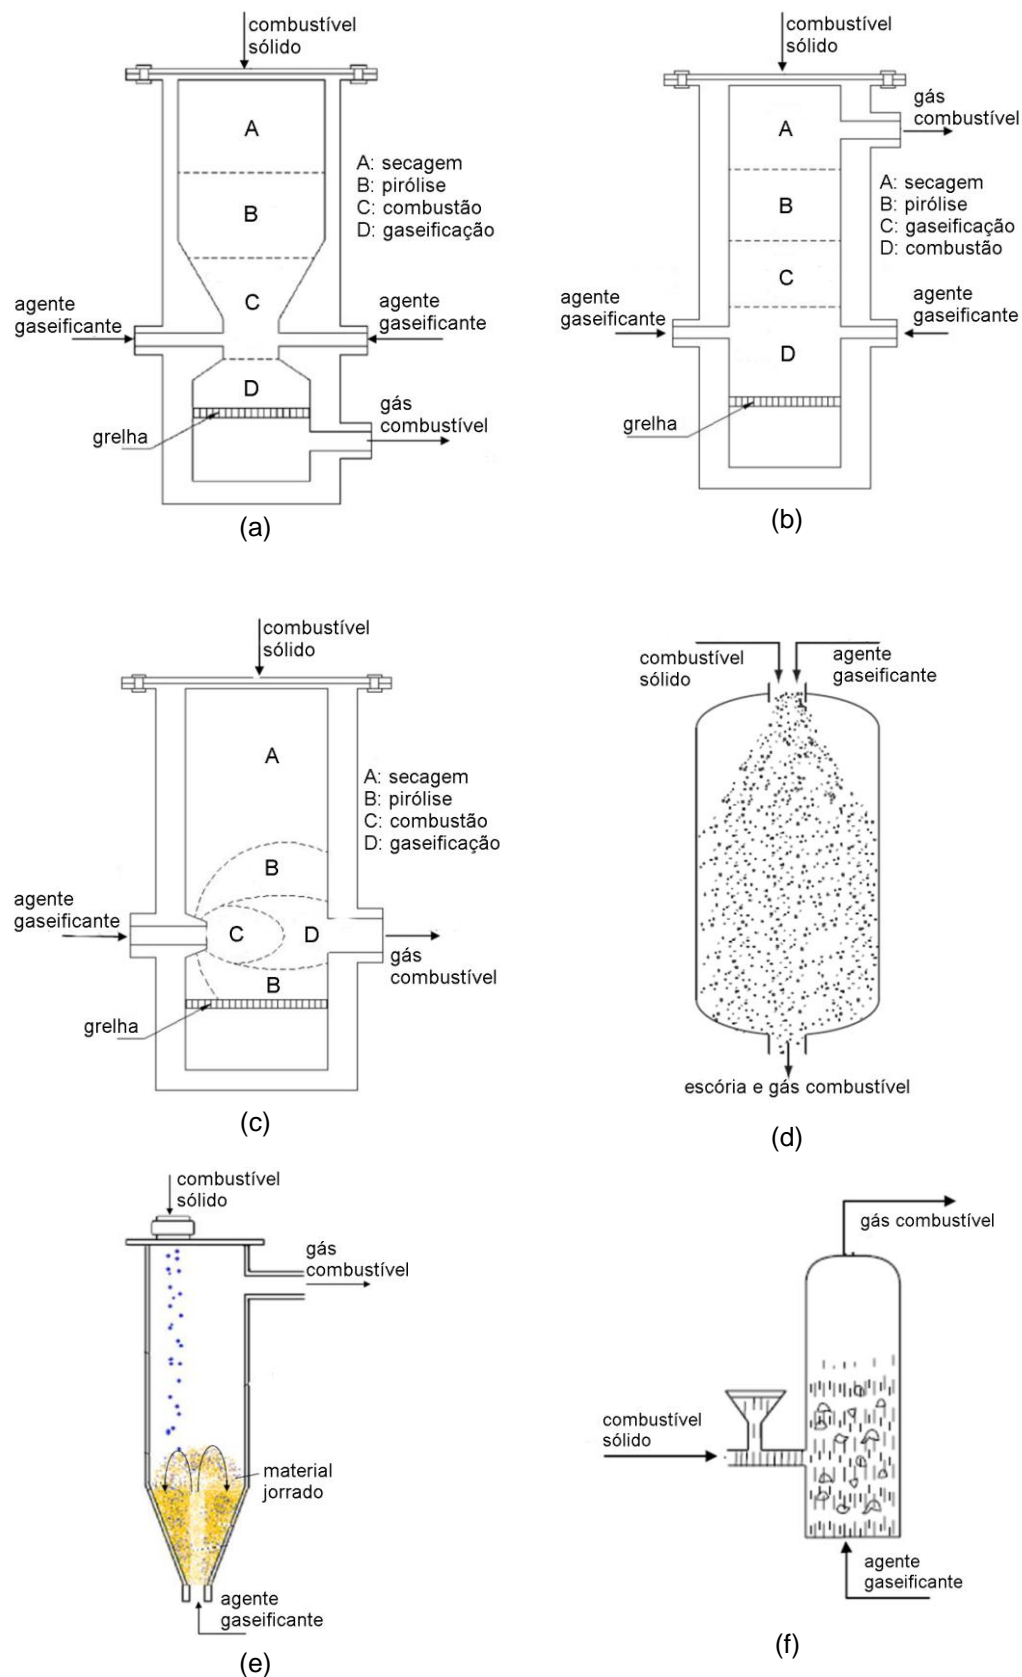 combustível
sólido
A
B
C
D
A: secagem
B: pirólise
C: combustão
D: gaseificação
agente
gaseificante
agente
gaseificante
grelha
gás
combustível
(a)
combustível
sólido
gás
combustível
A
B
C
D
A: secagem
B: pirólise
C: gaseificação
D: combustão
agente
gaseificante
agente
gaseificante
grelha
(b)
combustível
sólido
A
B
C
D
B
A: secagem
B: pirólise
C: combustão
D: gaseificação
agente
gaseificante
gás
combustível
grelha
(c)
combustível
sólido
agente
gaseificante
escória e gás combustível
(d)
combustível
sólido
gás
combustível
material
jorrado
agente
gaseificante
(e)
gás combustível
combustível
sólido
agente
gaseificante
(f)